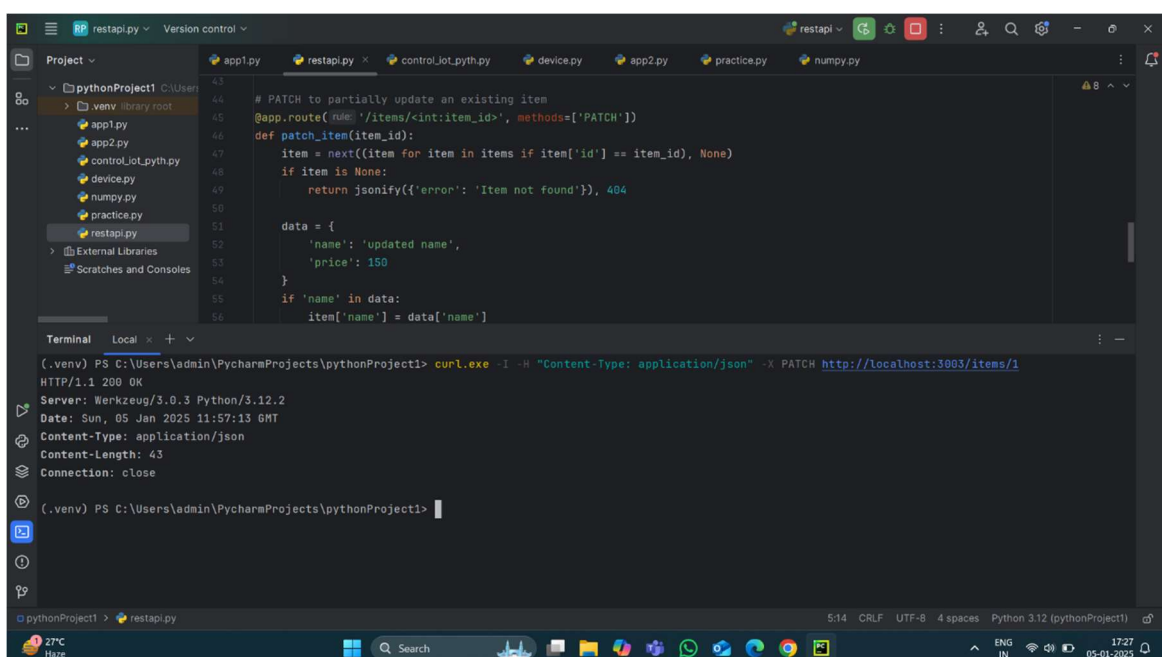 RP restapi.py Version control restapi
Project
app1.py restapi.py control_iot_pyth.py device.py app2.py practice.py numpy.py
pythonProject1 C:\Users
.venv library root
app1.py
app2.py
control_iot_pyth.py
device.py
numpy.py
practice.py
restapi.py
External Libraries
Scratches and Consoles
8
43
44 # PATCH to partially update an existing item
45 @app.route( rule: '/items/<int:item_id>', methods=['PATCH'])
46 def patch_item(item_id):
47 item = next((item for item in items if item['id'] == item_id), None)
48 if item is None:
49 return jsonify({'error': 'Item not found'}), 404
50
51 data = {
52 'name': 'updated name',
53 'price': 150
54 }
55 if 'name' in data:
56 item['name'] = data['name']
Terminal Local
(.venv) PS C:\Users\admin\PycharmProjects\pythonProject1> curl.exe -I -H "Content-Type: application/json" -X PATCH http://localhost:3003/items/1
HTTP/1.1 200 OK
Server: Werkzeug/3.0.3 Python/3.12.2
Date: Sun, 05 Jan 2025 11:57:13 GMT
Content-Type: application/json
Content-Length: 43
Connection: close
(.venv) PS C:\Users\admin\PycharmProjects\pythonProject1>
pythonProject1 > restapi.py 5:14 CRLF UTF-8 4 spaces Python 3.12 (pythonProject1)
1 27°C Search ENG 17:27
Haze IN 05-01-2025